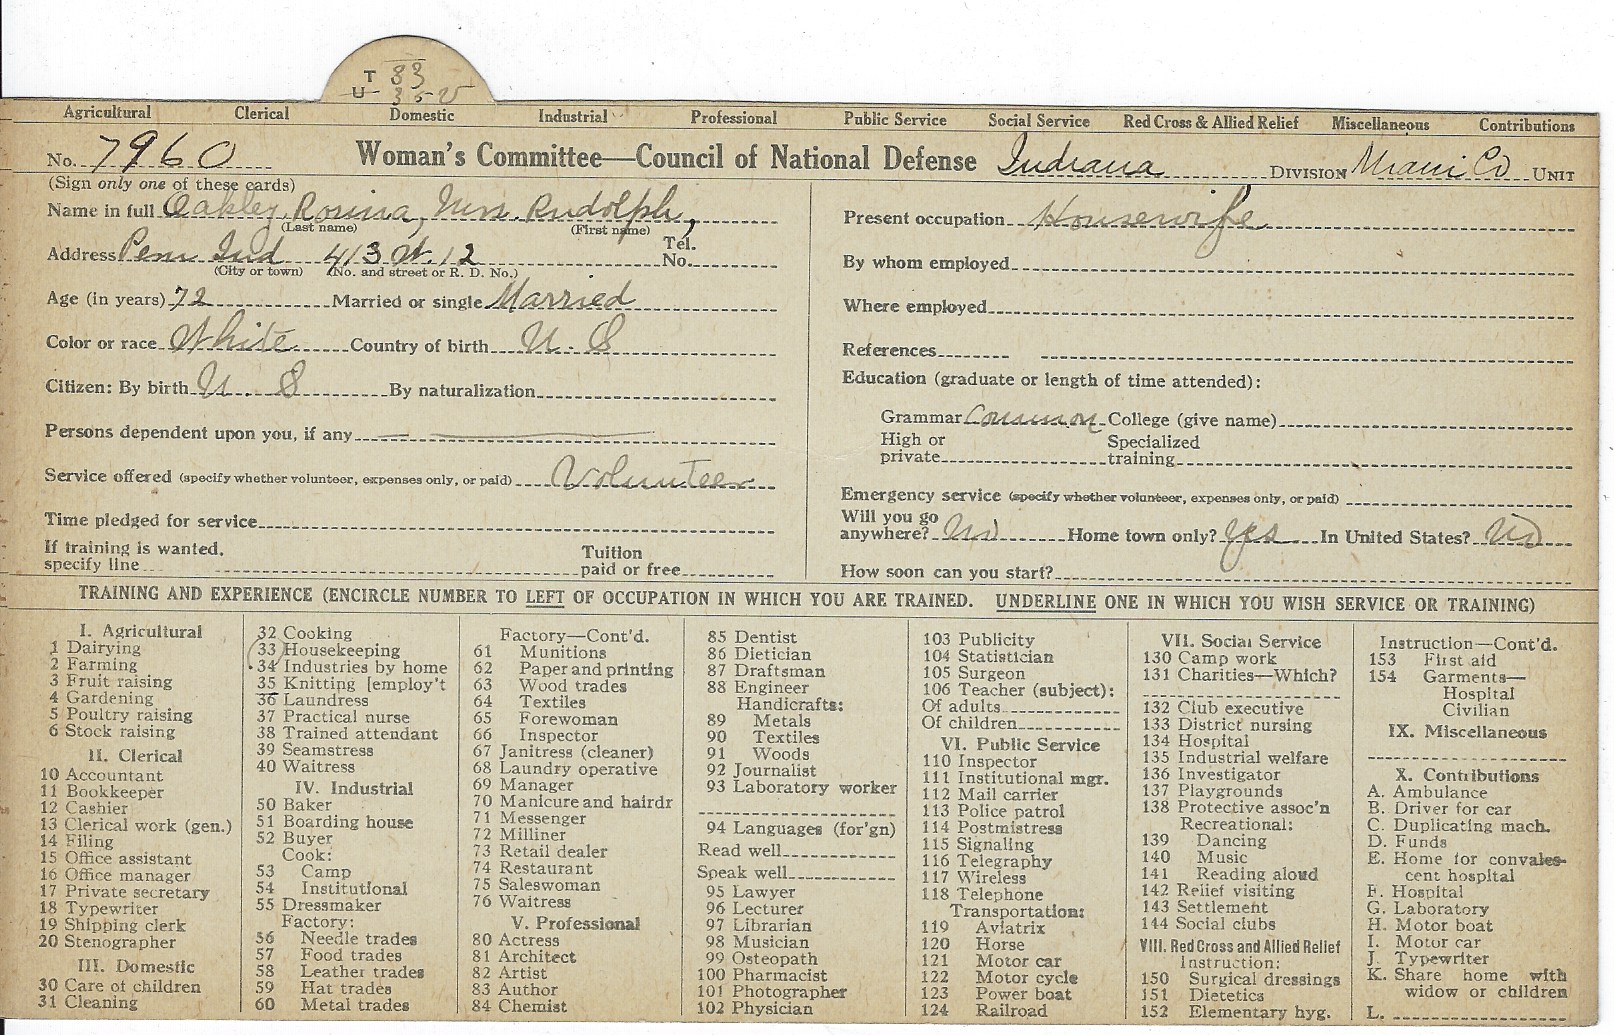 T 33
U 35
Agricultural Clerical Domestic Industrial Professional Public Service Social Service Red Cross & Allied Relief Miscellaneous Contributions
No. 7960 Woman's Committee—Council of National Defense Indiana DIVISION Miami Co UNIT
(Sign only one of these cards)
Name in full Oakley, Rosina, Mrs. Rudolph,
(Last name) (First name)
Address Peru Ind 413 W. 12 Tel. No.
(City or town) (No. and street or R. D. No.)
Age (in years) 72 Married or single Married
Color or race White Country of birth U. S
Citizen: By birth U. S By naturalization
Persons dependent upon you, if any —
Service offered (specify whether volunteer, expenses only, or paid) Volunteer
Time pledged for service
If training is wanted, specify line Tuition paid or free
Present occupation Housewife
By whom employed
Where employed
References
Education (graduate or length of time attended):
Grammar Common College (give name)
High or private Specialized training
Emergency service (specify whether volunteer, expenses only, or paid)
Will you go anywhere? No Home town only? Yes In United States? No
How soon can you start?
TRAINING AND EXPERIENCE (ENCIRCLE NUMBER TO LEFT OF OCCUPATION IN WHICH YOU ARE TRAINED. UNDERLINE ONE IN WHICH YOU WISH SERVICE OR TRAINING)
I. Agricultural
1 Dairying
2 Farming
3 Fruit raising
4 Gardening
5 Poultry raising
6 Stock raising
II. Clerical
10 Accountant
11 Bookkeeper
12 Cashier
13 Clerical work (gen.)
14 Filing
15 Office assistant
16 Office manager
17 Private secretary
18 Typewriter
19 Shipping clerk
20 Stenographer
III. Domestic
30 Care of children
31 Cleaning
32 Cooking
33 Housekeeping
34 Industries by home
35 Knitting [employ't
36 Laundress
37 Practical nurse
38 Trained attendant
39 Seamstress
40 Waitress
IV. Industrial
50 Baker
51 Boarding house
52 Buyer
Cook:
53 Camp
54 Institutional
55 Dressmaker
Factory:
56 Needle trades
57 Food trades
58 Leather trades
59 Hat trades
60 Metal trades
Factory—Cont'd.
61 Munitions
62 Paper and printing
63 Wood trades
64 Textiles
65 Forewoman
66 Inspector
67 Janitress (cleaner)
68 Laundry operative
69 Manager
70 Manicure and hairdr
71 Messenger
72 Milliner
73 Retail dealer
74 Restaurant
75 Saleswoman
76 Waitress
V. Professional
80 Actress
81 Architect
82 Artist
83 Author
84 Chemist
85 Dentist
86 Dietician
87 Draftsman
88 Engineer
Handicrafts:
89 Metals
90 Textiles
91 Woods
92 Journalist
93 Laboratory worker
94 Languages (for'gn)
Read well
Speak well
95 Lawyer
96 Lecturer
97 Librarian
98 Musician
99 Osteopath
100 Pharmacist
101 Photographer
102 Physician
103 Publicity
104 Statistician
105 Surgeon
106 Teacher (subject):
Of adults
Of children
VI. Public Service
110 Inspector
111 Institutional mgr.
112 Mail carrier
113 Police patrol
114 Postmistress
115 Signaling
116 Telegraphy
117 Wireless
118 Telephone
Transportation:
119 Aviatrix
120 Horse
121 Motor car
122 Motor cycle
123 Power boat
124 Railroad
VII. Social Service
130 Camp work
131 Charities—Which?
132 Club executive
133 District nursing
134 Hospital
135 Industrial welfare
136 Investigator
137 Playgrounds
138 Protective assoc'n
Recreational:
139 Dancing
140 Music
141 Reading aloud
142 Relief visiting
143 Settlement
144 Social clubs
VIII. Red Cross and Allied Relief
Instruction:
150 Surgical dressings
151 Dietetics
152 Elementary hyg.
Instruction—Cont'd.
153 First aid
154 Garments—
Hospital
Civilian
IX. Miscellaneous
X. Contributions
A. Ambulance
B. Driver for car
C. Duplicating mach.
D. Funds
E. Home for convales-
cent hospital
F. Hospital
G. Laboratory
H. Motor boat
I. Motor car
J. Typewriter
K. Share home with
widow or children
L.